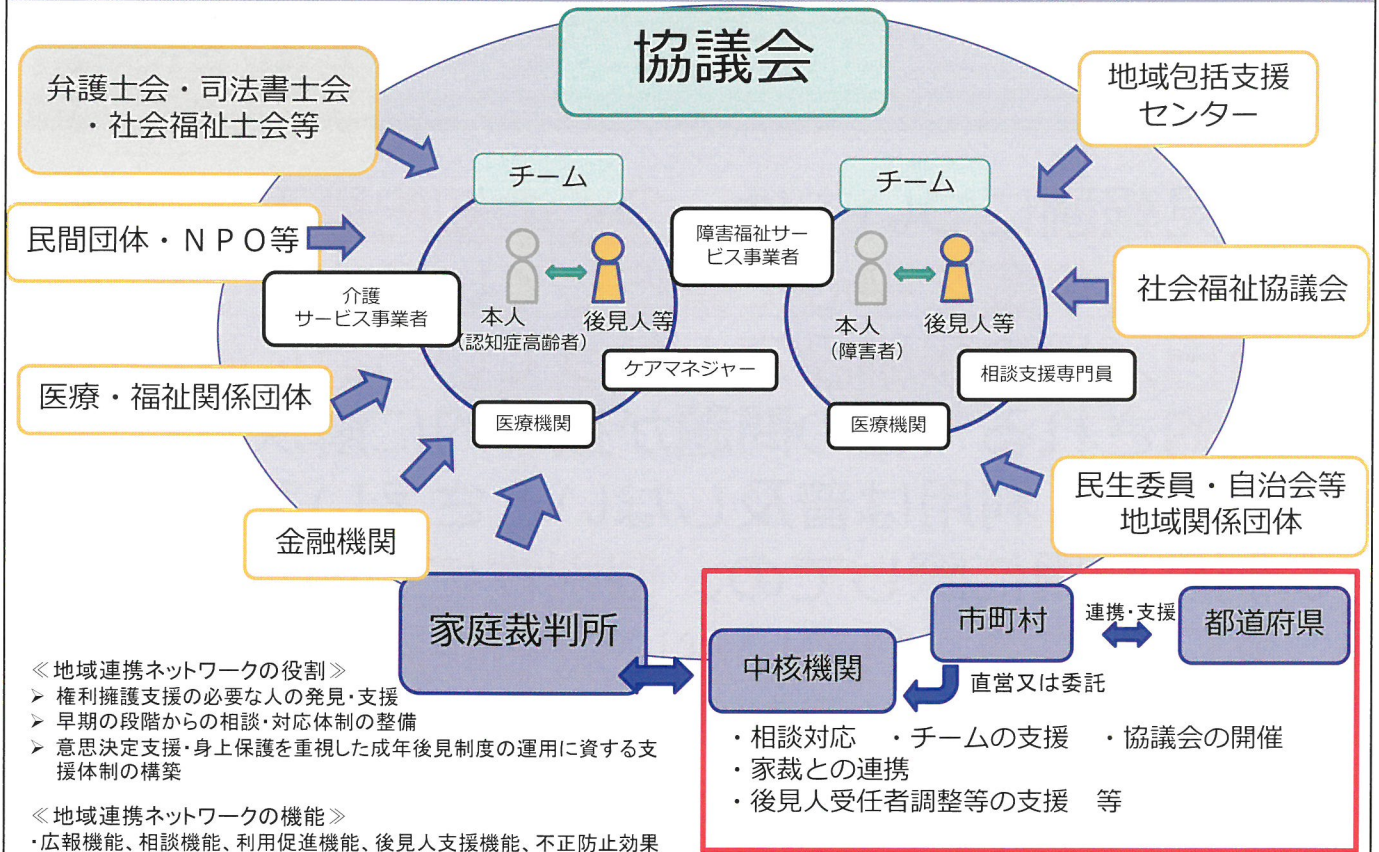 協議会
弁護士会・司法書士会
・社会福祉士会等
地域包括支援
センター
チーム
チーム
民間団体・ＮＰＯ等
障害福祉サー
ビス事業者
介護
サービス事業者
本人
(認知症高齢者)
後見人等
本人
(障害者)
後見人等
社会福祉協議会
ケアマネジャー
相談支援専門員
医療・福祉関係団体
医療機関
医療機関
民生委員・自治会等
地域関係団体
金融機関
家庭裁判所
市町村
連携・支援
都道府県
中核機関
直営又は委託
・相談対応　・チームの支援　・協議会の開催
・家裁との連携
・後見人受任者調整等の支援　等
≪地域連携ネットワークの役割≫
➢ 権利擁護支援の必要な人の発見・支援
➢ 早期の段階からの相談・対応体制の整備
➢ 意思決定支援・身上保護を重視した成年後見制度の運用に資する支
援体制の構築
≪地域連携ネットワークの機能≫
・広報機能、相談機能、利用促進機能、後見人支援機能、不正防止効果